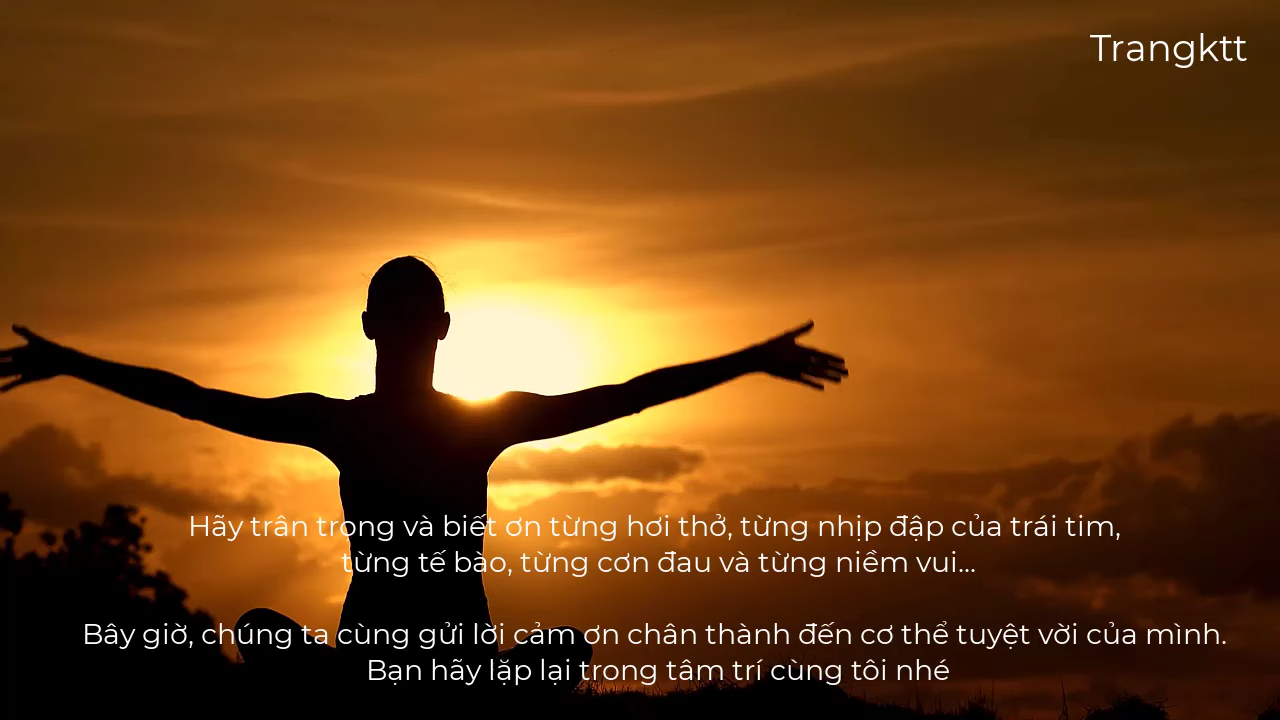 Trangktt
Hãy trân trọng và biết ơn từng hơi thở, từng nhịp đập của trái tim,
từng tế bào, từng cơn đau và từng niềm vui...
Bây giờ, chúng ta cùng gửi lời cảm ơn chân thành đến cơ thể tuyệt vời của mình.
Bạn hãy lặp lại trong tâm trí cùng tôi nhé